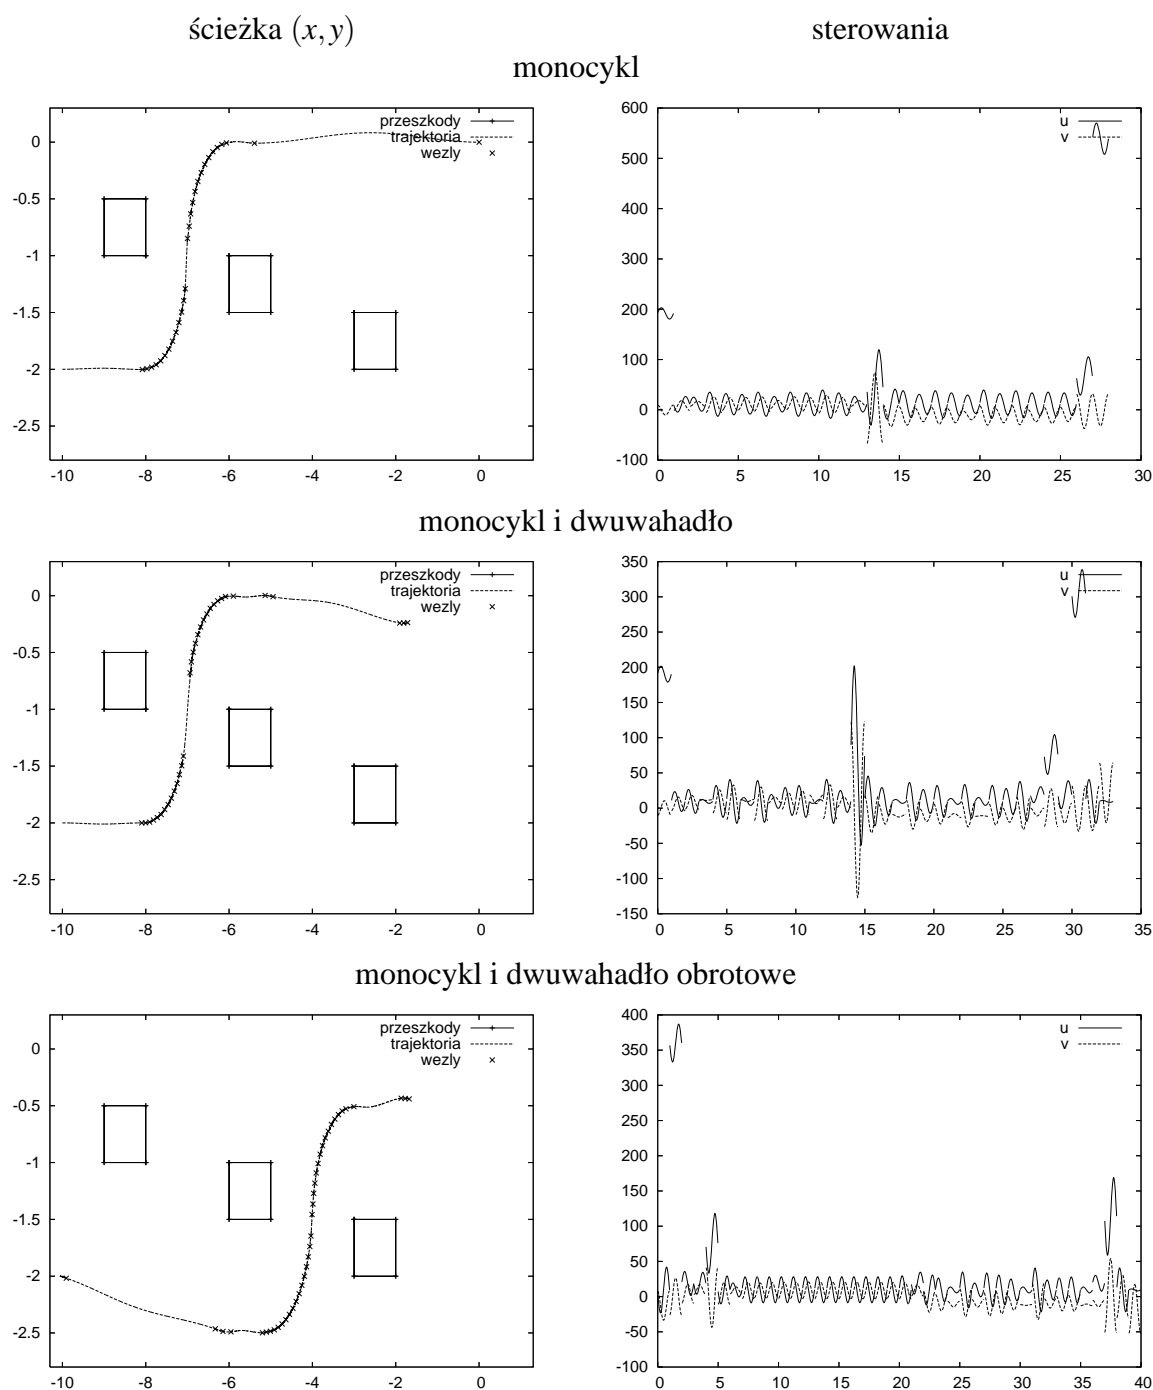 ścieżka (x,y) sterowania
monocykl
przeszkody
trajektoria
wezly
0
-0.5
-1
-1.5
-2
-2.5
-10 -8 -6 -4 -2 0
u
v
600
500
400
300
200
100
0
-100
0 5 10 15 20 25 30
monocykl i dwuwahadło
przeszkody
trajektoria
wezly
0
-0.5
-1
-1.5
-2
-2.5
-10 -8 -6 -4 -2 0
u
v
350
300
250
200
150
100
50
0
-50
-100
-150
0 5 10 15 20 25 30 35
monocykl i dwuwahadło obrotowe
przeszkody
trajektoria
wezly
0
-0.5
-1
-1.5
-2
-2.5
-10 -8 -6 -4 -2 0
u
v
400
350
300
250
200
150
100
50
0
-50
-100
0 5 10 15 20 25 30 35 40